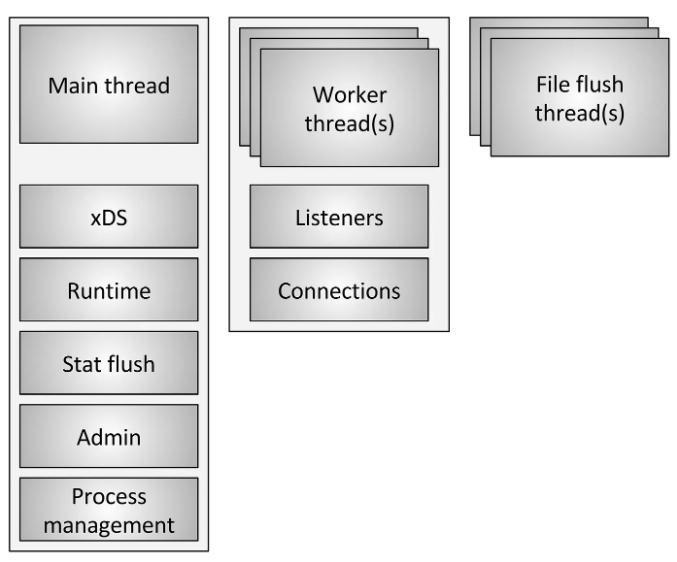 Main thread
xDS
Runtime
Stat flush
Admin
Process
management
Worker
thread(s)
Listeners
Connections
File flush
thread(s)